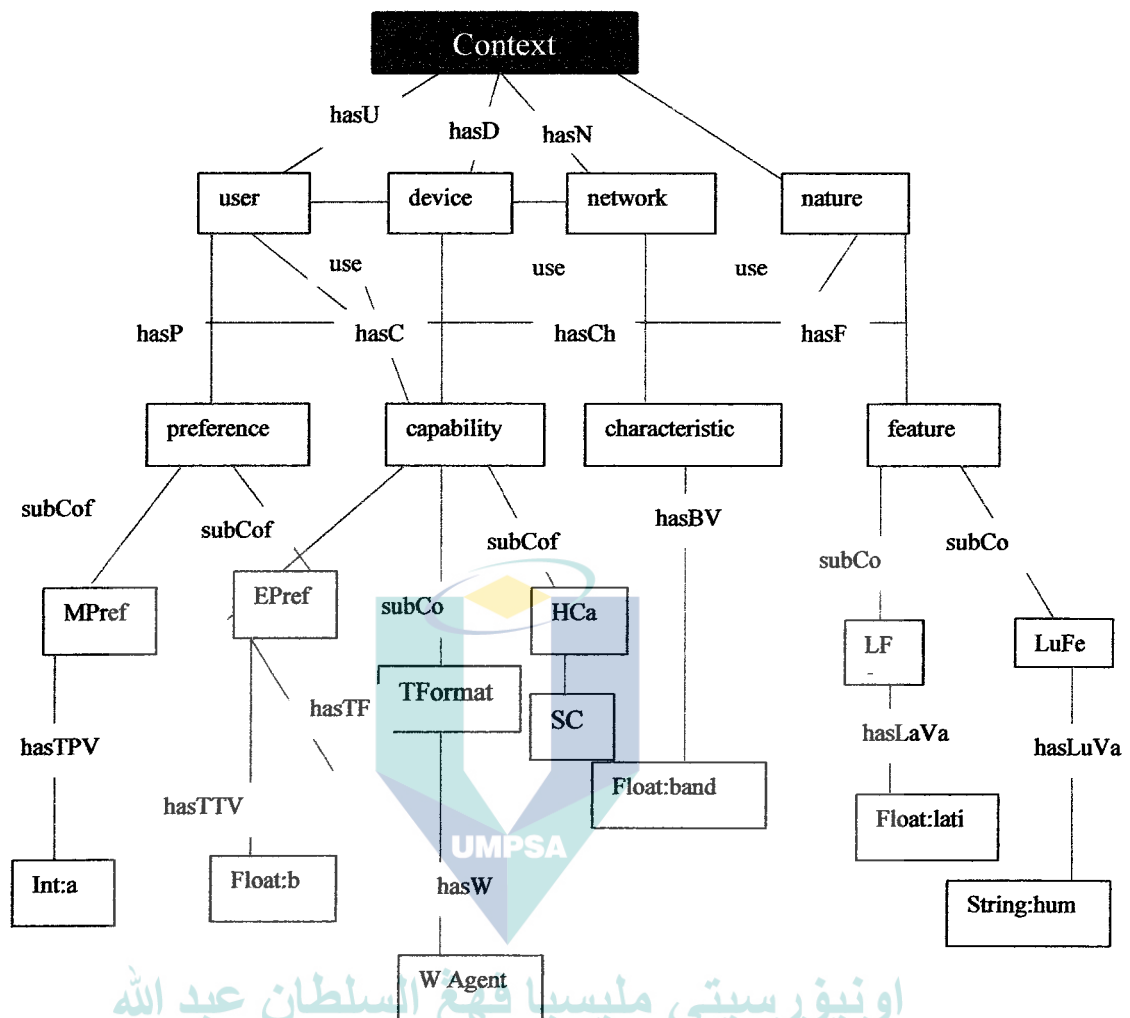 Context
hasU
hasD
hasN
user
device
network
nature
use
use
use
hasP
hasC
hasCh
hasF
preference
capability
characteristic
feature
subCof
subCof
subCof
hasBV
subCo
subCo
MPref
EPref
subCo
HCa
LF
LuFe
hasTF
TFormat
SC
hasTPV
hasLaVa
hasLuVa
Float:band
hasTTV
Float:lati
UMPSA
Int:a
Float:b
hasW
String:hum
W Agent
اونيۏرسيتي مليسيا ڤهڠ السلطان عبد الله